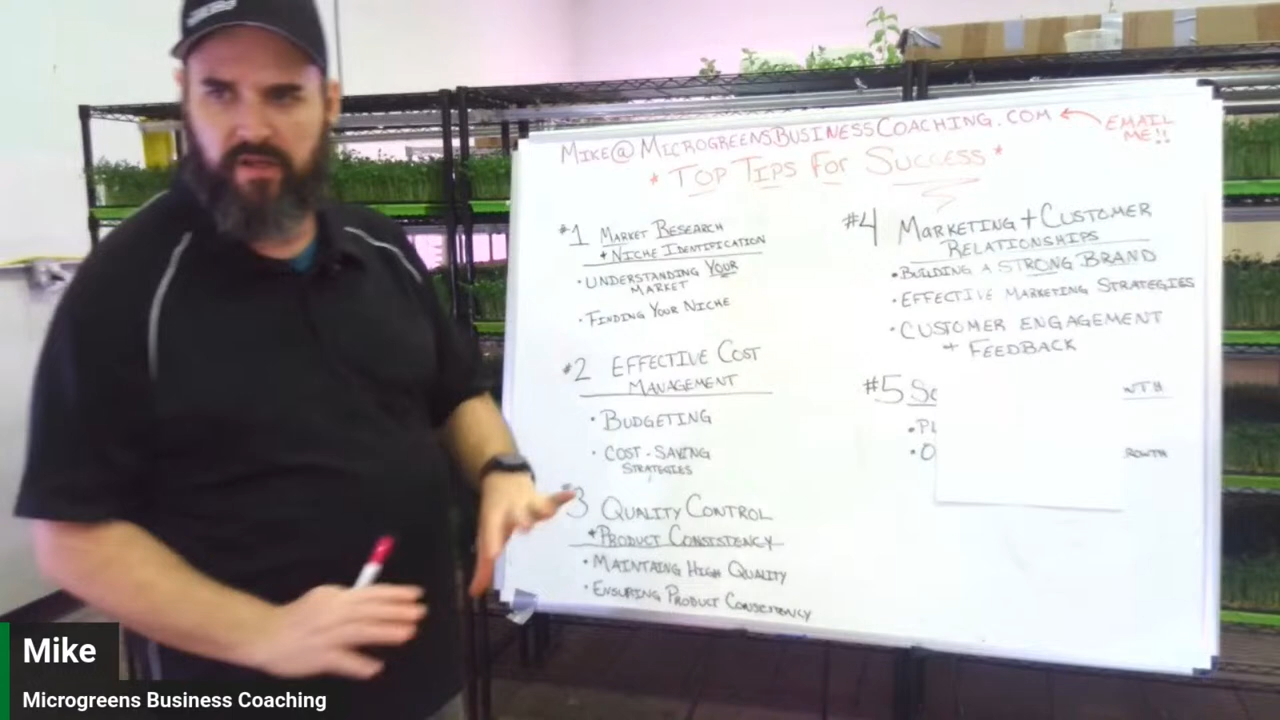 MIKE@MICROGREENSBUSINESSCOACHING.COM
EMAIL
ME!!
* TOP TIPS FOR SUCCESS *
#1 MARKET RESEARCH
+ NICHE IDENTIFICATION
• UNDERSTANDING YOUR
MARKET
• FINDING YOUR NICHE
#2 EFFECTIVE COST
MANAGEMENT
• BUDGETING
• COST-SAVING
STRATEGIES
#3 QUALITY CONTROL
+ PRODUCT CONSISTENCY
• MAINTAING HIGH QUALITY
• ENSURING PRODUCT CONSISTENCY
#4 MARKETING + CUSTOMER
RELATIONSHIPS
• BUILDING A STRONG BRAND
• EFFECTIVE MARKETING STRATEGIES
• CUSTOMER ENGAGEMENT
+ FEEDBACK
#5
Mike
Microgreens Business Coaching